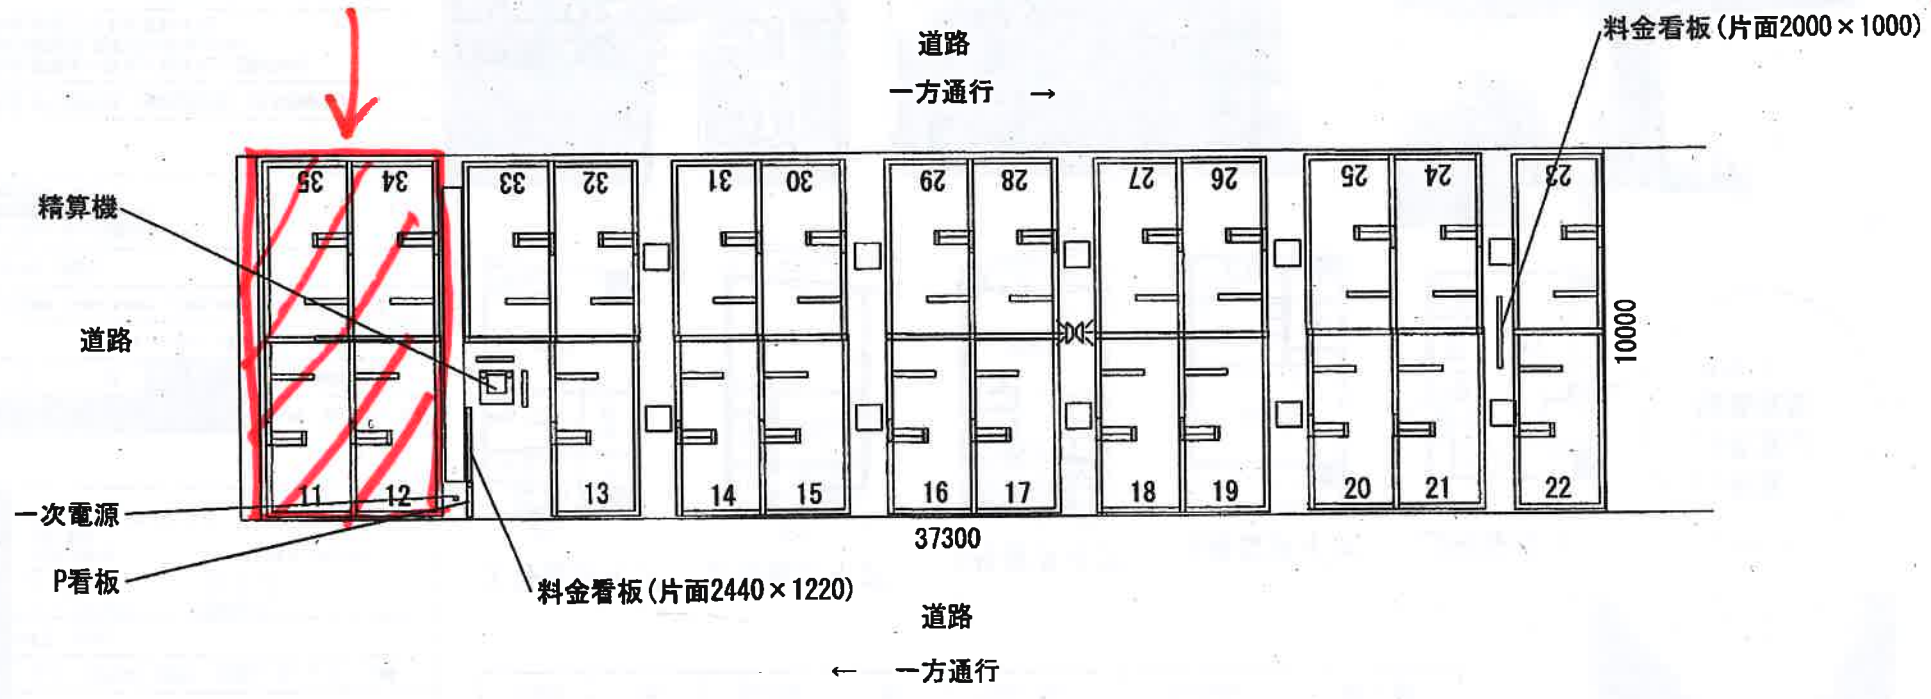 料金看板(片面2000×1000)
道路
一方通行 →
35 34 33 32 31 30 29 28 27 26 25 24 23
精算機
道路
10000
11 12 13 14 15 16 17 18 19 20 21 22
一次電源
37300
P看板
料金看板(片面2440×1220)
道路
← 一方通行